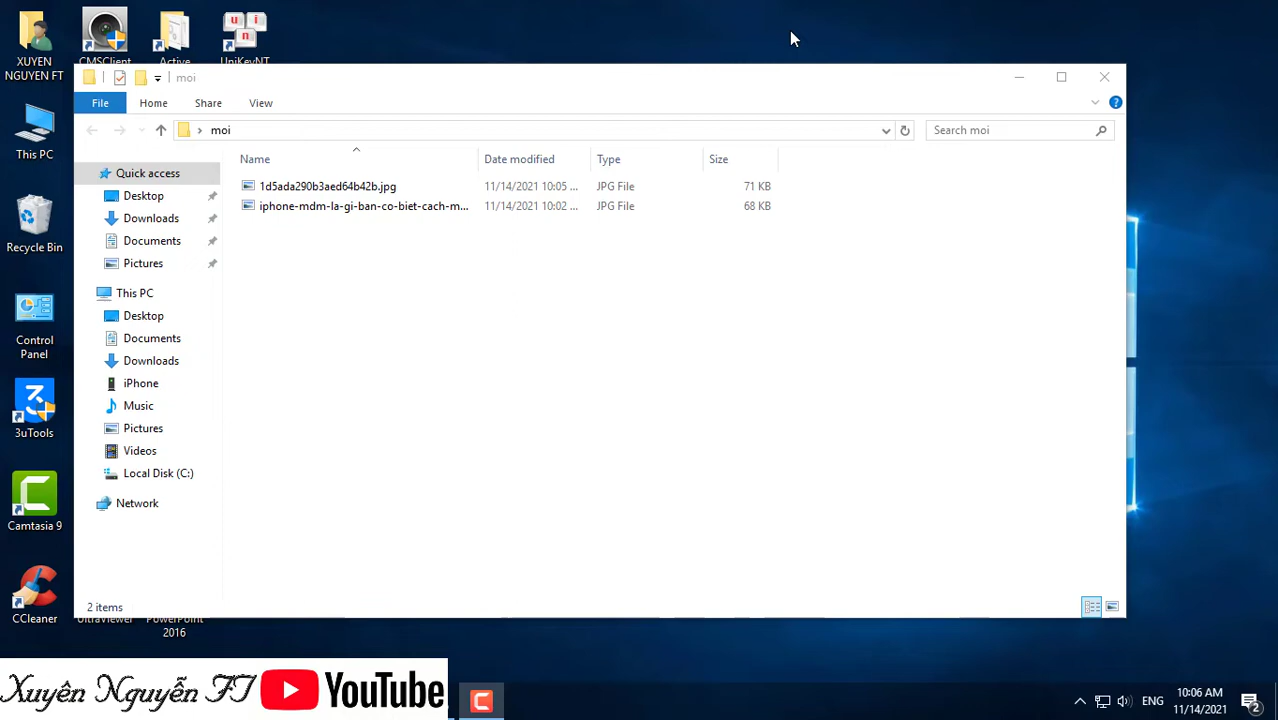 XUYEN
NGUYEN FT
CMSClient
Active
UniKeyNT
moi
File
Home
Share
View
moi
Search moi
This PC
Name
Date modified
Type
Size
Quick access
1d5ada290b3aed64b42b.jpg
11/14/2021 10:05 ...
JPG File
71 KB
Desktop
iphone-mdm-la-gi-ban-co-biet-cach-m...
11/14/2021 10:02 ...
JPG File
68 KB
Downloads
Documents
Recycle Bin
Pictures
This PC
Desktop
Control
Panel
Documents
Downloads
iPhone
Music
3uTools
Pictures
Videos
Local Disk (C:)
Network
Camtasia 9
2 items
CCleaner
UltraViewer
PowerPoint
2016
Xuyên Nguyễn FT
YouTube
ENG
10:06 AM
11/14/2021
2